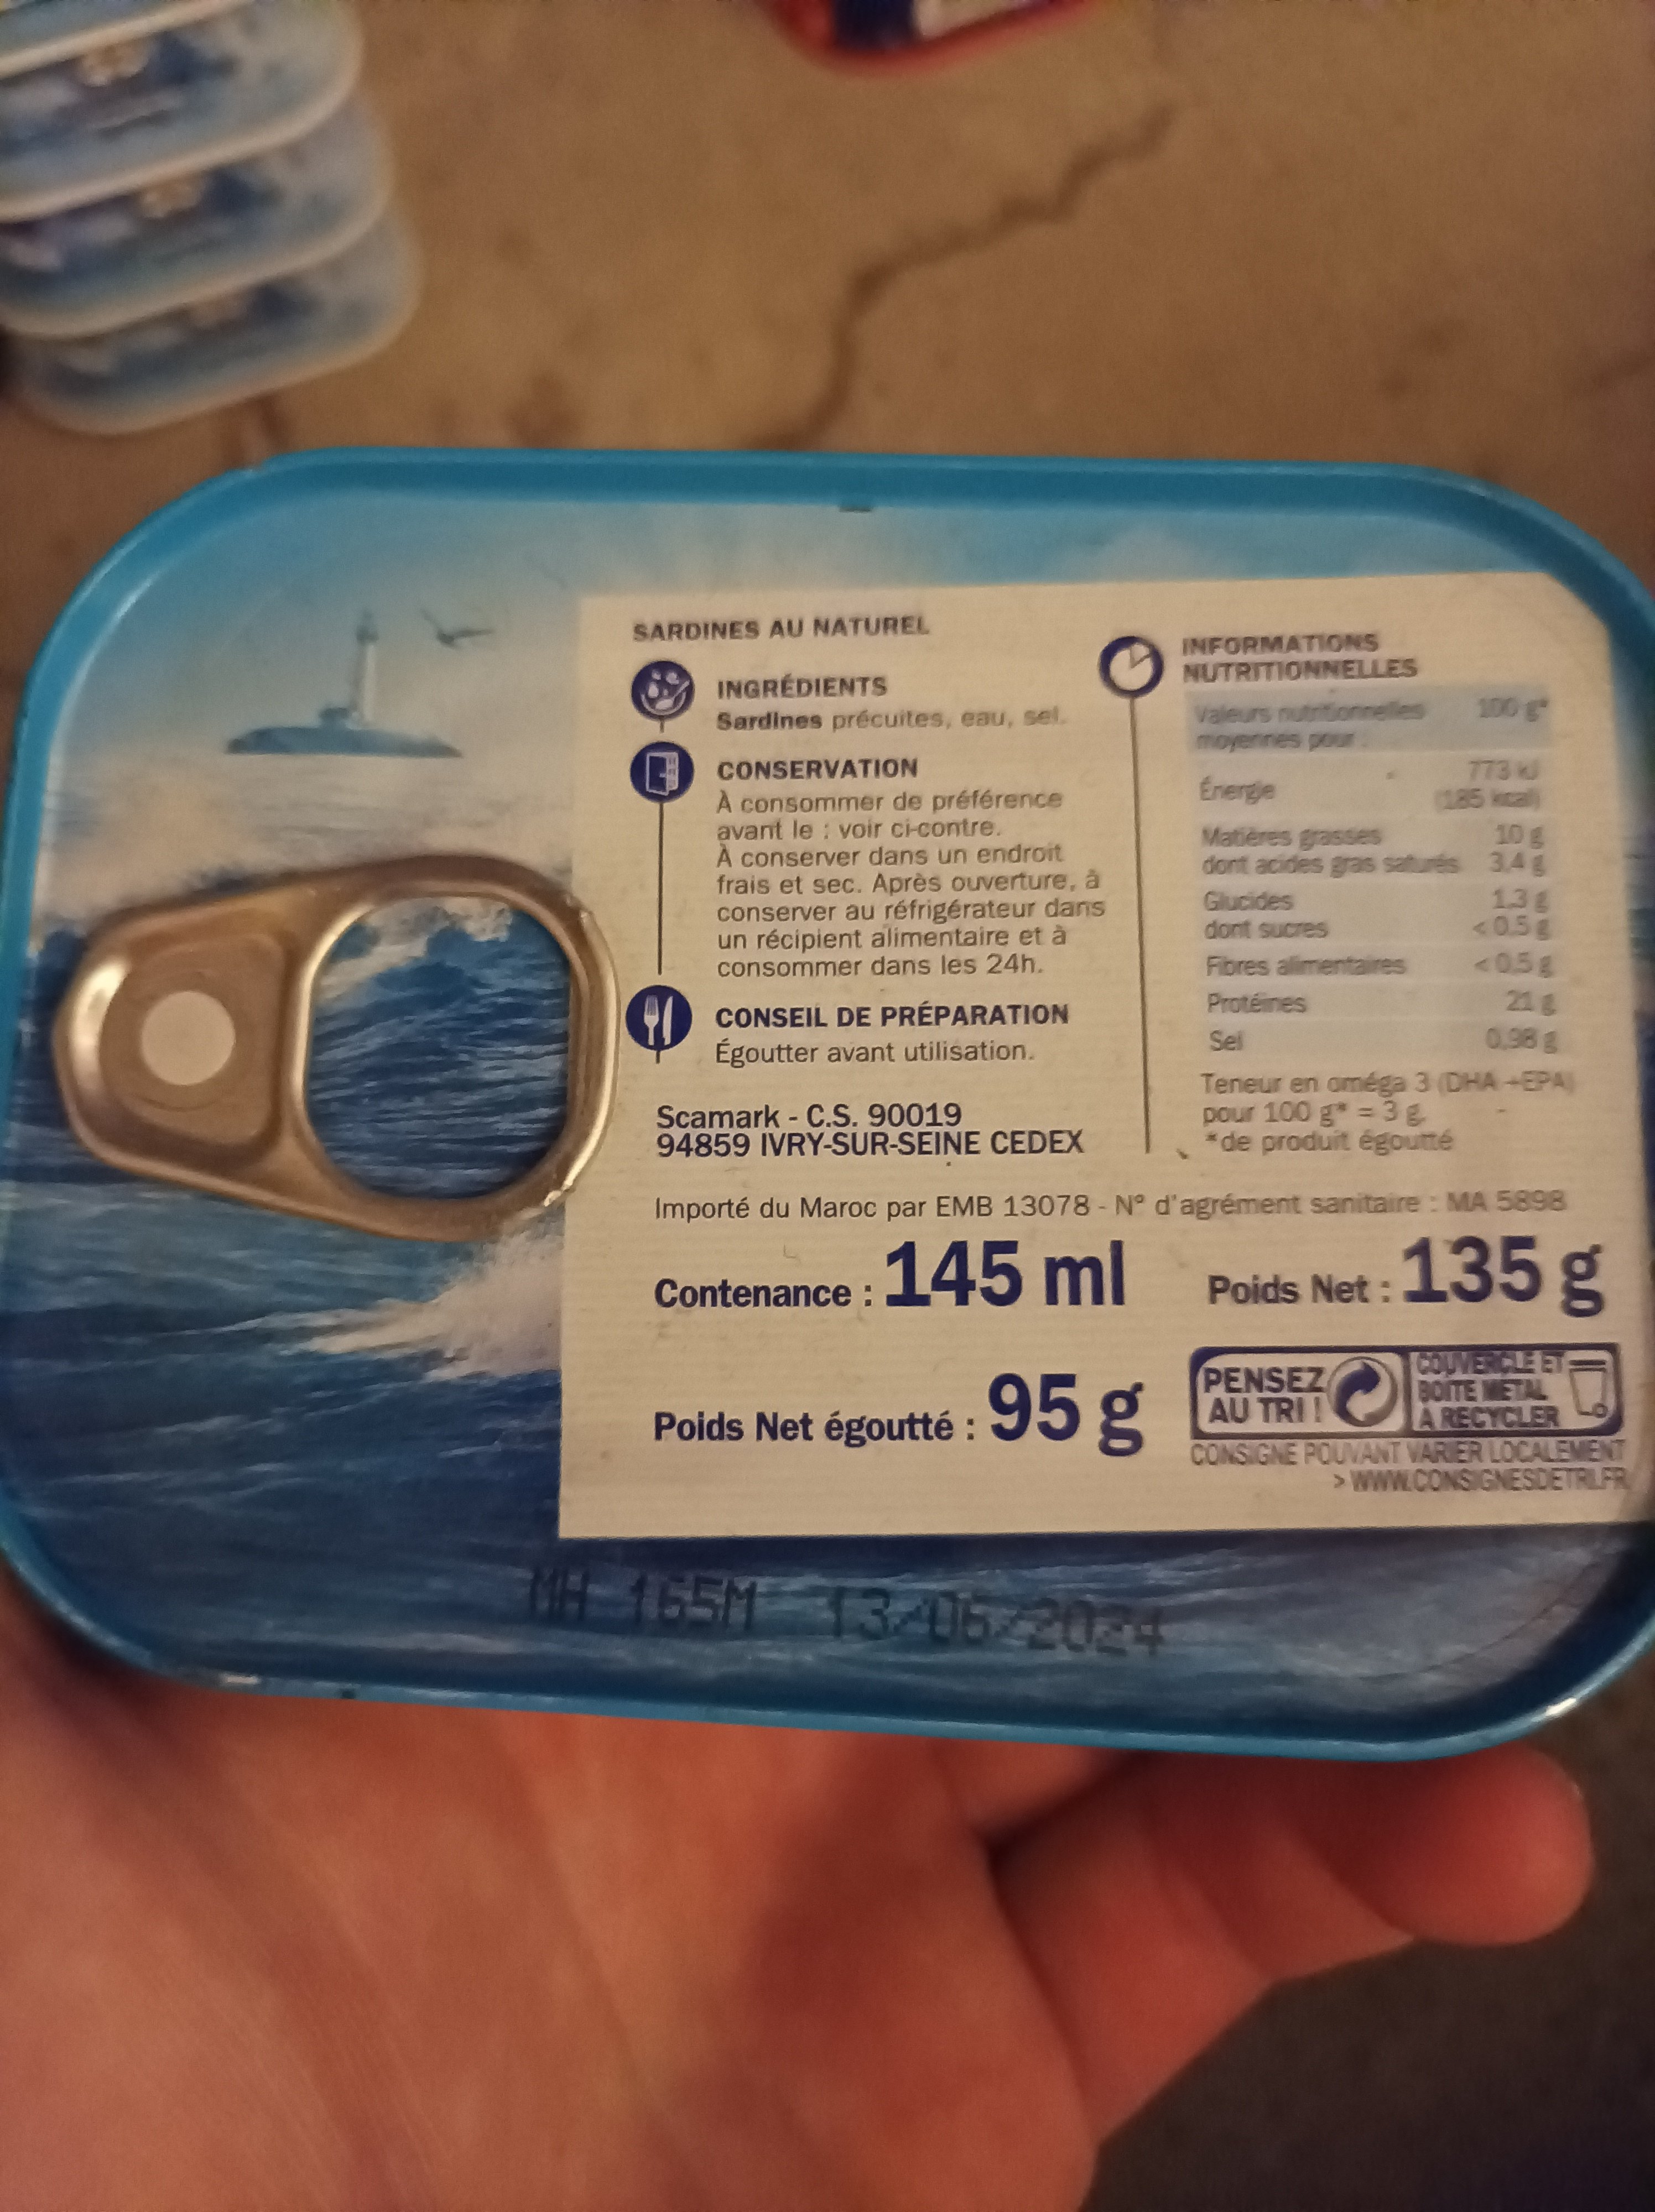 SARDINES AU NATUREL
INGRÉDIENTS
Sardines précuites, eau, sel.
CONSERVATION
À consommer de préférence
avant le : voir ci-contre.
À conserver dans un endroit
frais et sec. Après ouverture, à
conserver au réfrigérateur dans
un récipient alimentaire et à
consommer dans les 24h.
CONSEIL DE PRÉPARATION
Égoutter avant utilisation.
Scamark - C.S. 90019
94859 IVRY-SUR-SEINE CEDEX
INFORMATIONS
NUTRITIONNELLES
Valeurs nutritionnelles 100 g*
moyennes pour :
Énergie 773 kJ
(185 kcal)
Matières grasses 10 g
dont acides gras saturés 3,4 g
Glucides 1,3 g
dont sucres < 0,5 g
Fibres alimentaires < 0,5 g
Protéines 21 g
Sel 0,98 g
Teneur en oméga 3 (DHA +EPA)
pour 100 g* = 3 g.
*de produit égoutté
Importé du Maroc par EMB 13078 - N° d'agrément sanitaire : MA 5898
Contenance : 145 ml Poids Net : 135 g
Poids Net égoutté : 95 g
PENSEZ
AU TRI !
COUVERCLE ET
BOITE METAL
À RECYCLER
CONSIGNE POUVANT VARIER LOCALEMENT
> WWW.CONSIGNESDETRI.FR
MH 165M 13/06/2024